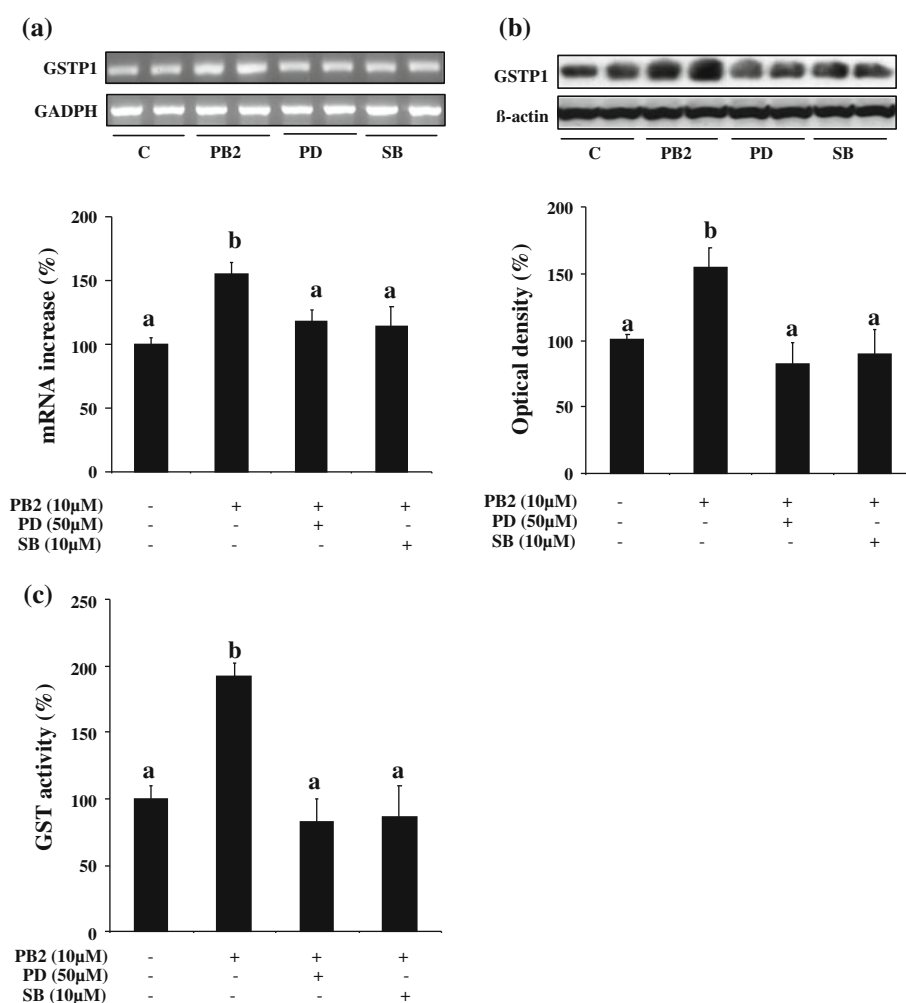 (a)
GSTP1
GADPH
C PB2 PD SB
200
150
100
50
0
mRNA increase (%)
a b a a
PB2 (10µM) - + + +
PD (50µM) - - + -
SB (10µM) - - - +
(b)
GSTP1
ß-actin
C PB2 PD SB
200
150
100
50
0
Optical density (%)
a b a a
PB2 (10µM) - + + +
PD (50µM) - - + -
SB (10µM) - - - +
(c)
250
200
150
100
50
0
GST activity (%)
a b a a
PB2 (10µM) - + + +
PD (50µM) - - + -
SB (10µM) - - - +